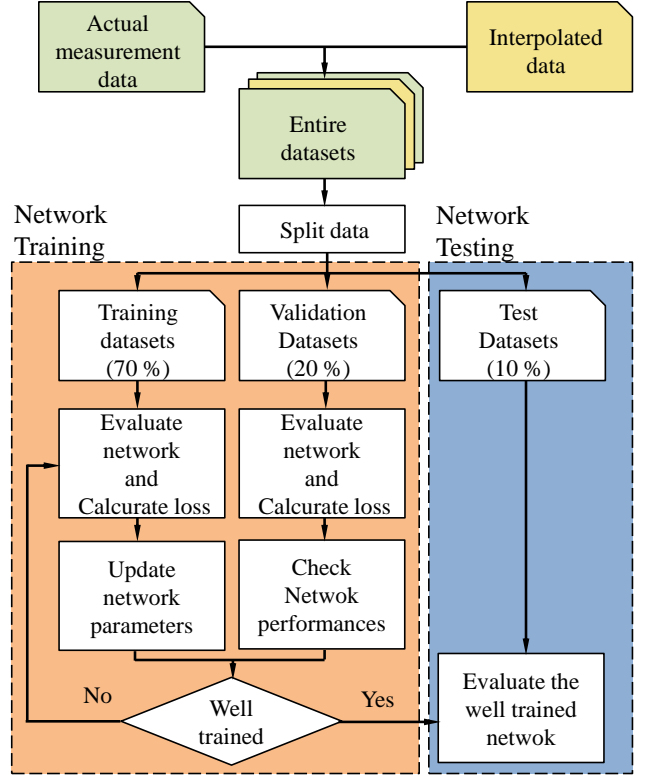 Actual
measurement
data
Interpolated
data
Entire
datasets
Split data
Network
Training
Network
Testing
Training
datasets
(70 %)
Validation
Datasets
(20 %)
Test
Datasets
(10 %)
Evaluate
network
and
Calcurate loss
Evaluate
network
and
Calcurate loss
Update
network
parameters
Check
Netwok
performances
No
Well
trained
Yes
Evaluate the
well trained
netwok